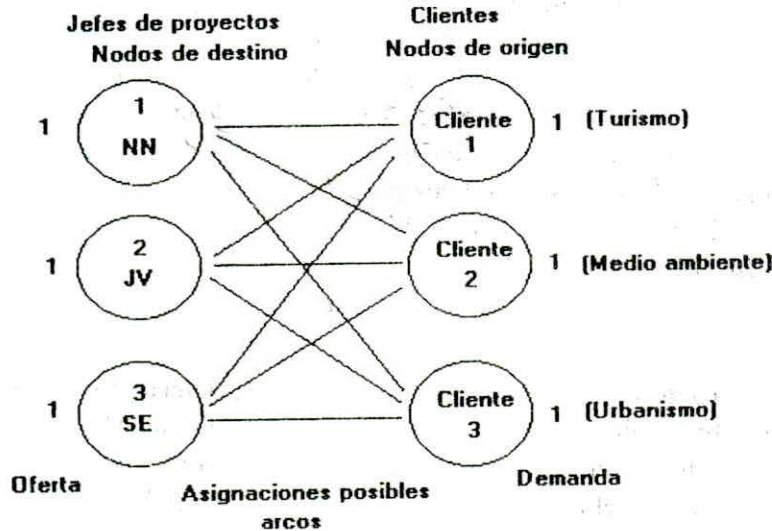 Jefes de proyectos
Nodos de destino
Clientes
Nodos de origen
1
1
NN
Cliente
1
1 (Turismo)
1
2
JV
Cliente
2
1 (Medio ambiente)
1
3
SE
Cliente
3
1 (Urbanismo)
Oferta
Asignaciones posibles
arcos
Demanda